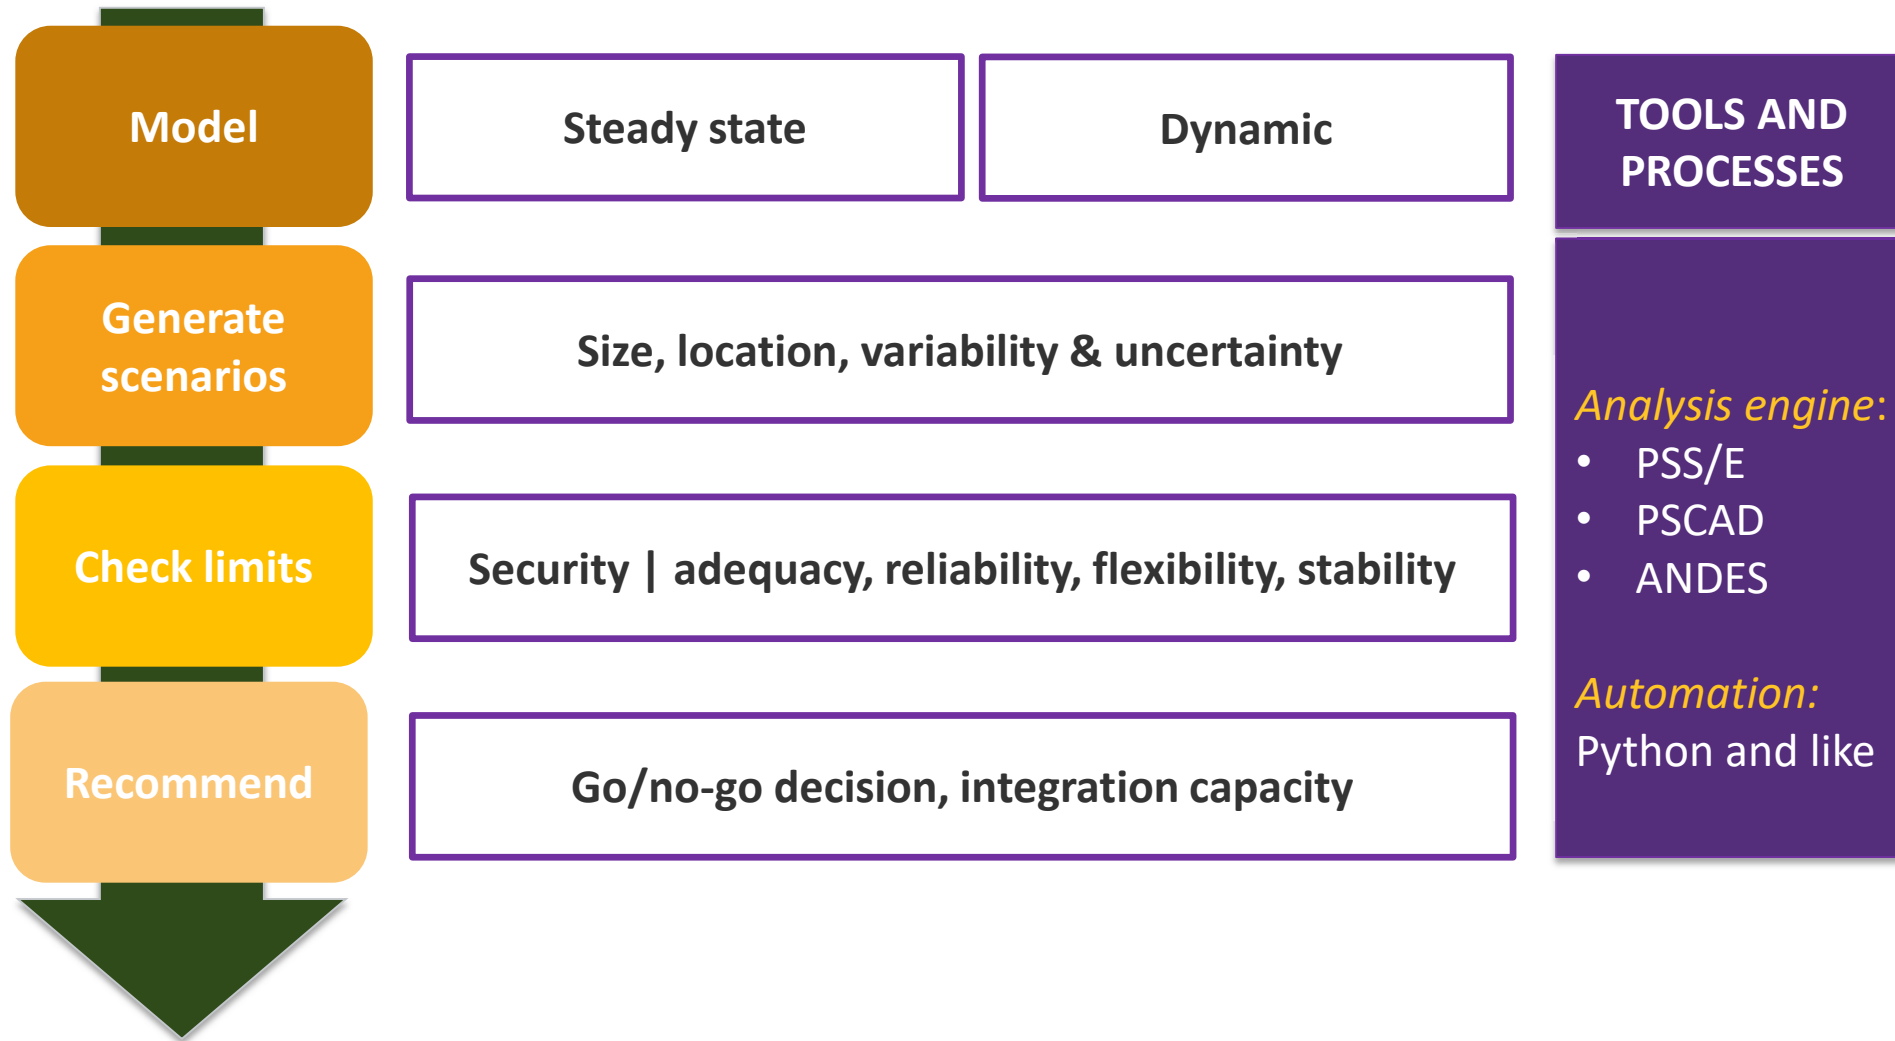 Model
Steady state
Dynamic
TOOLS AND
PROCESSES
Generate
scenarios
Size, location, variability & uncertainty
Check limits
Security | adequacy, reliability, flexibility, stability
Recommend
Go/no-go decision, integration capacity
Analysis engine:
• PSS/E
• PSCAD
• ANDES
Automation:
Python and like